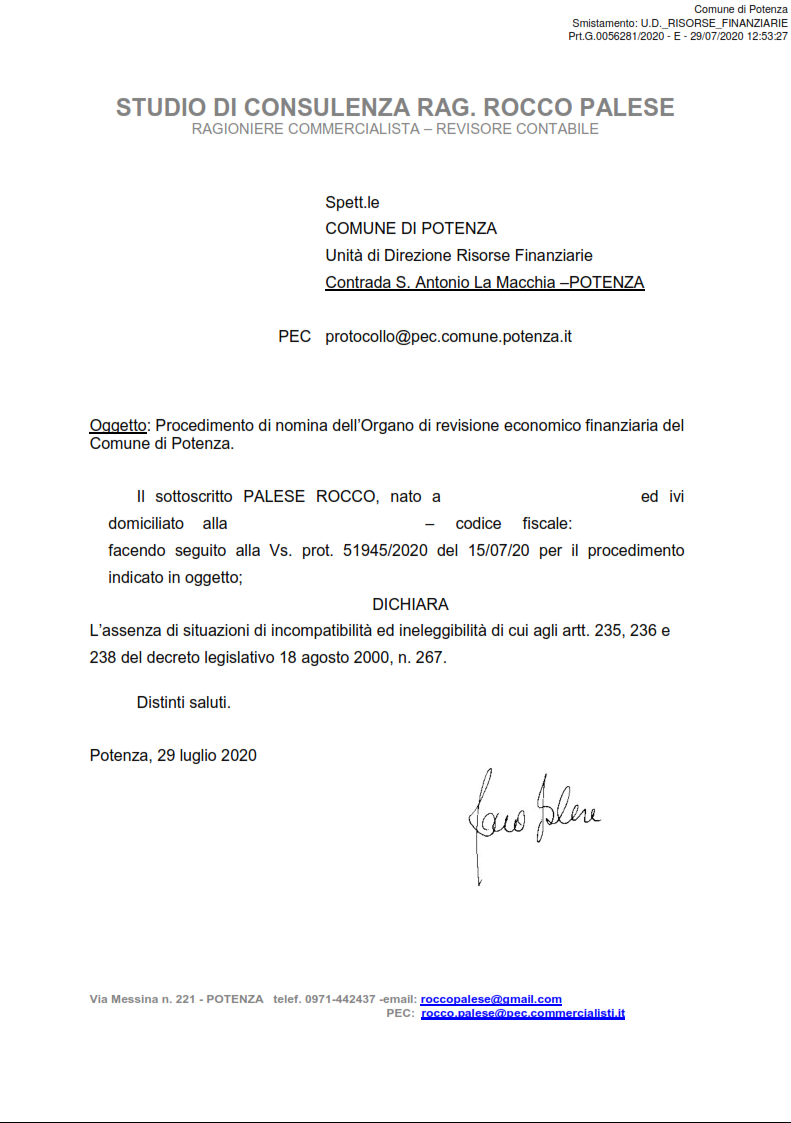 Comune di Potenza
Smistamento: U.D._RISORSE_FINANZIARIE
Prt.G.0056281/2020 - E - 29/07/2020 12:53:27
STUDIO DI CONSULENZA RAG. ROCCO PALESE
RAGIONIERE COMMERCIALISTA – REVISORE CONTABILE
Spett.le
COMUNE DI POTENZA
Unità di Direzione Risorse Finanziarie
Contrada S. Antonio La Macchia –POTENZA
PEC protocollo@pec.comune.potenza.it
Oggetto: Procedimento di nomina dell’Organo di revisione economico finanziaria del
Comune di Potenza.
Il sottoscritto PALESE ROCCO, nato a ed ivi
domiciliato alla – codice fiscale:
facendo seguito alla Vs. prot. 51945/2020 del 15/07/20 per il procedimento
indicato in oggetto;
DICHIARA
L’assenza di situazioni di incompatibilità ed ineleggibilità di cui agli artt. 235, 236 e
238 del decreto legislativo 18 agosto 2000, n. 267.
Distinti saluti.
Potenza, 29 luglio 2020
Rocco Palese
Via Messina n. 221 - POTENZA telef. 0971-442437 -email: roccopalese@gmail.com
PEC: rocco.palese@pec.commercialisti.it